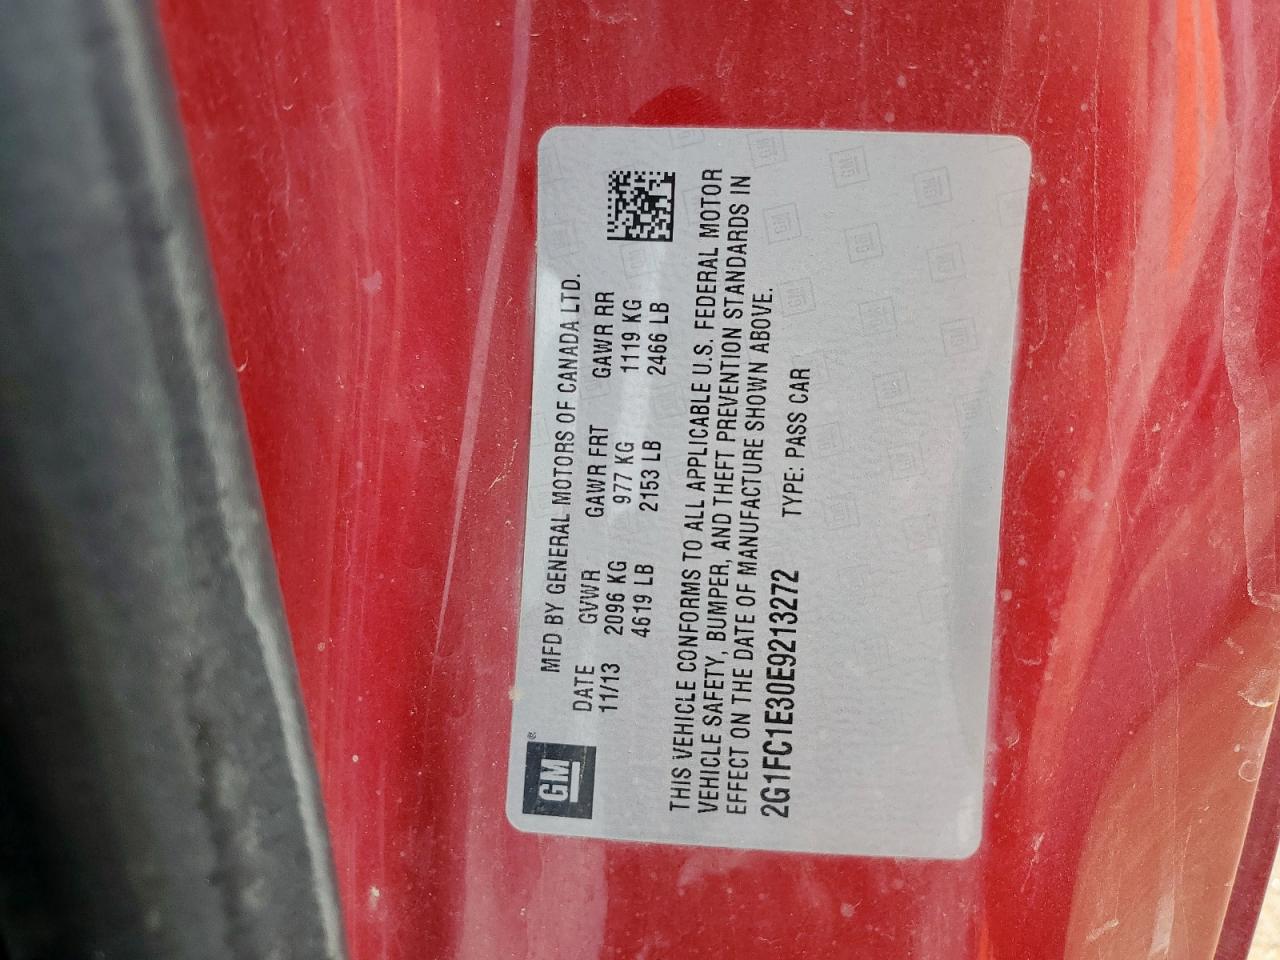 GM®
MFD BY GENERAL MOTORS OF CANADA LTD.
DATE GVWR GAWR FRT GAWR RR
11/13 2096 KG 977 KG 1119 KG
4619 LB 2153 LB 2466 LB
THIS VEHICLE CONFORMS TO ALL APPLICABLE U.S. FEDERAL MOTOR
VEHICLE SAFETY, BUMPER, AND THEFT PREVENTION STANDARDS IN
EFFECT ON THE DATE OF MANUFACTURE SHOWN ABOVE.
2G1FC1E30E9213272 TYPE: PASS CAR